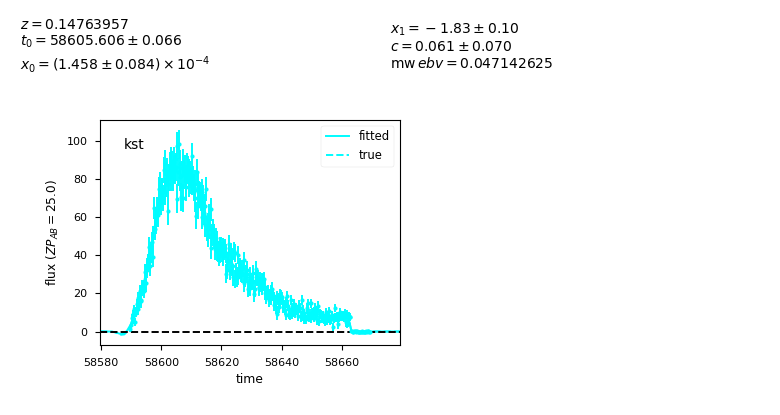 z = 0.14763957
t₀ = 58605.606 ± 0.066
x₀ = (1.458 ± 0.084) × 10⁻⁴
x₁ = −1.83 ± 0.10
c = 0.061 ± 0.070
mw ebv = 0.047142625
kst
fitted
true
100
80
60
40
20
0
flux (ZP_AB = 25.0)
58580 58600 58620 58640 58660
time